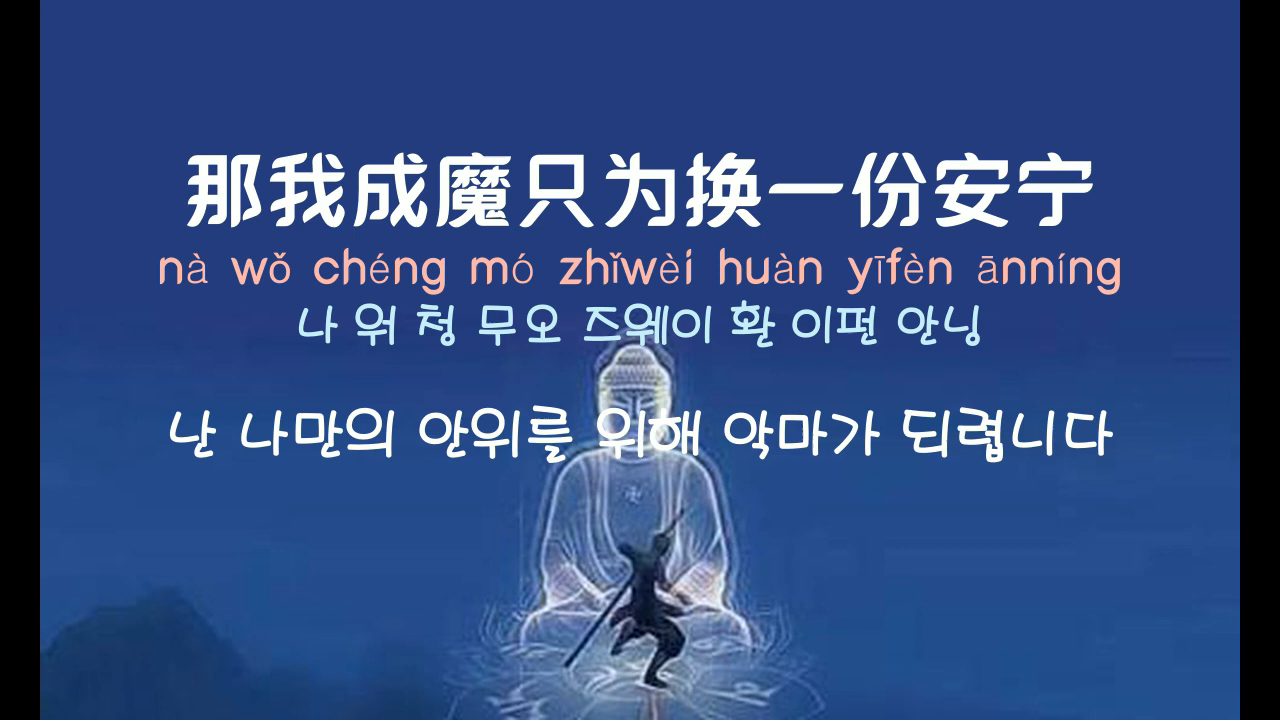 那我成魔只为换一份安宁
nà wǒ chéng mó zhǐwèi huàn yīfèn ānníng
나 워 청 무오 즈웨이 환 이펀 안닝
난 나만의 안위를 위해 악마가 되렵니다